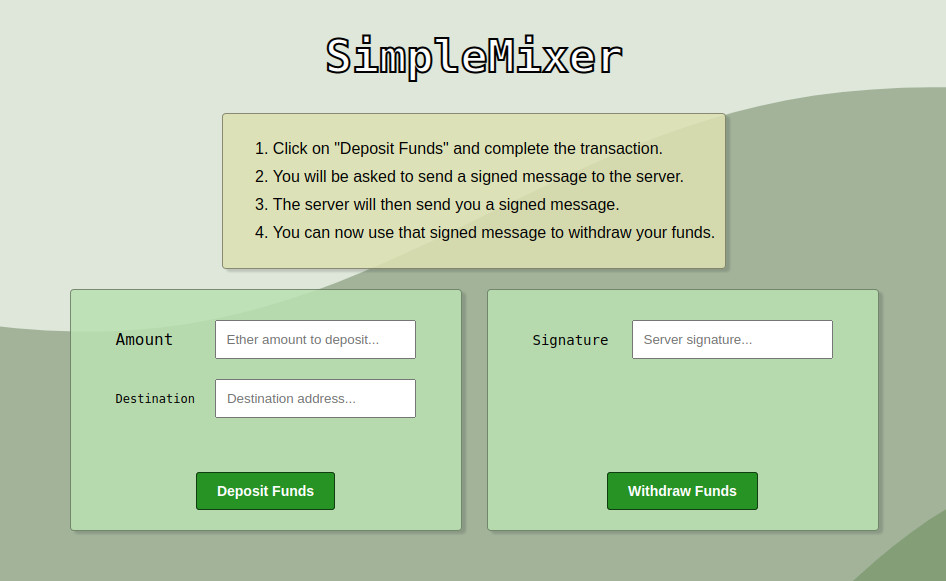 SimpleMixer
1. Click on "Deposit Funds" and complete the transaction.
2. You will be asked to send a signed message to the server.
3. The server will then send you a signed message.
4. You can now use that signed message to withdraw your funds.
Amount
Ether amount to deposit...
Destination
Destination address...
Deposit Funds
Signature
Server signature...
Withdraw Funds